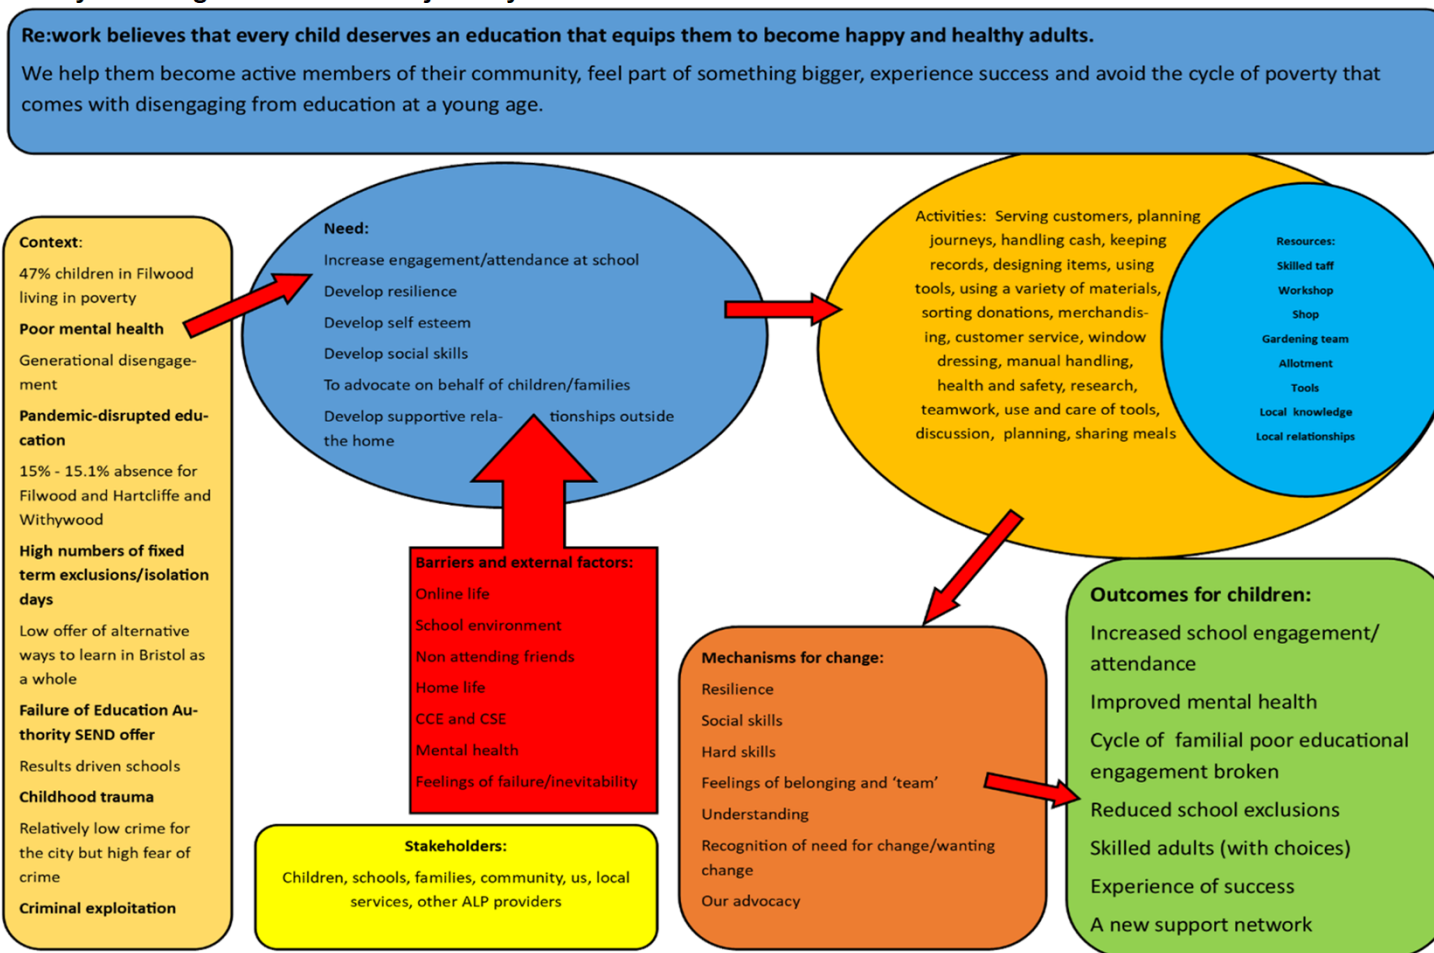 Re:work believes that every child deserves an education that equips them to become happy and healthy adults.
We help them become active members of their community, feel part of something bigger, experience success and avoid the cycle of poverty that
comes with disengaging from education at a young age.
Context:
47% children in Filwood
living in poverty
Poor mental health
Generational disengage-
ment
Pandemic-disrupted edu-
cation
15% - 15.1% absence for
Filwood and Hartcliffe and
Withywood
High numbers of fixed
term exclusions/isolation
days
Low offer of alternative
ways to learn in Bristol as
a whole
Failure of Education Au-
thority SEND offer
Results driven schools
Childhood trauma
Relatively low crime for
the city but high fear of
crime
Criminal exploitation
Need:
Increase engagement/attendance at school
Develop resilience
Develop self esteem
Develop social skills
To advocate on behalf of children/families
Develop supportive rela- tionships outside
the home
Barriers and external factors:
Online life
School environment
Non attending friends
Home life
CCE and CSE
Mental health
Feelings of failure/inevitability
Stakeholders:
Children, schools, families, community, us, local
services, other ALP providers
Activities: Serving customers, planning
journeys, handling cash, keeping
records, designing items, using
tools, using a variety of materials,
sorting donations, merchandis-
ing, customer service, window
dressing, manual handling,
health and safety, research,
teamwork, use and care of tools,
discussion, planning, sharing meals
Resources:
Skilled taff
Workshop
Shop
Gardening team
Allotment
Tools
Local knowledge
Local relationships
Mechanisms for change:
Resilience
Social skills
Hard skills
Feelings of belonging and ‘team’
Understanding
Recognition of need for change/wanting
change
Our advocacy
Outcomes for children:
Increased school engagement/
attendance
Improved mental health
Cycle of familial poor educational
engagement broken
Reduced school exclusions
Skilled adults (with choices)
Experience of success
A new support network